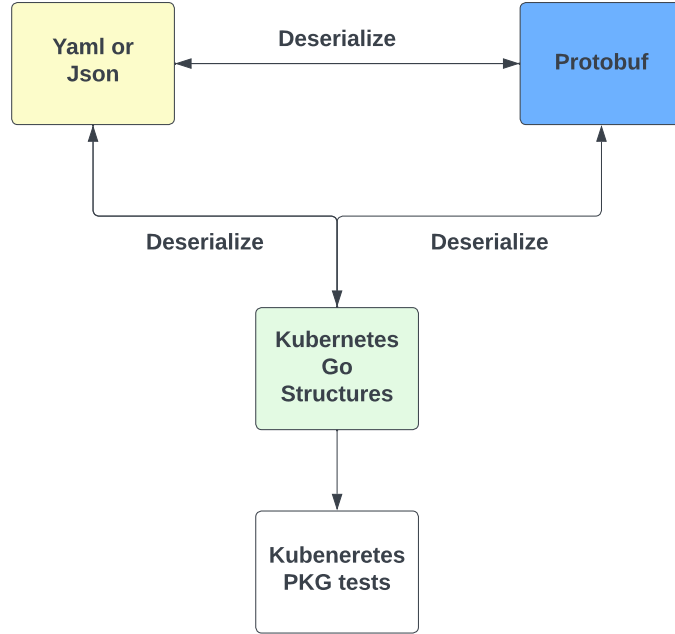 Deserialize
Yaml or
Json
Protobuf
Deserialize
Deserialize
Kubernetes
Go
Structures
Kubeneretes
PKG tests